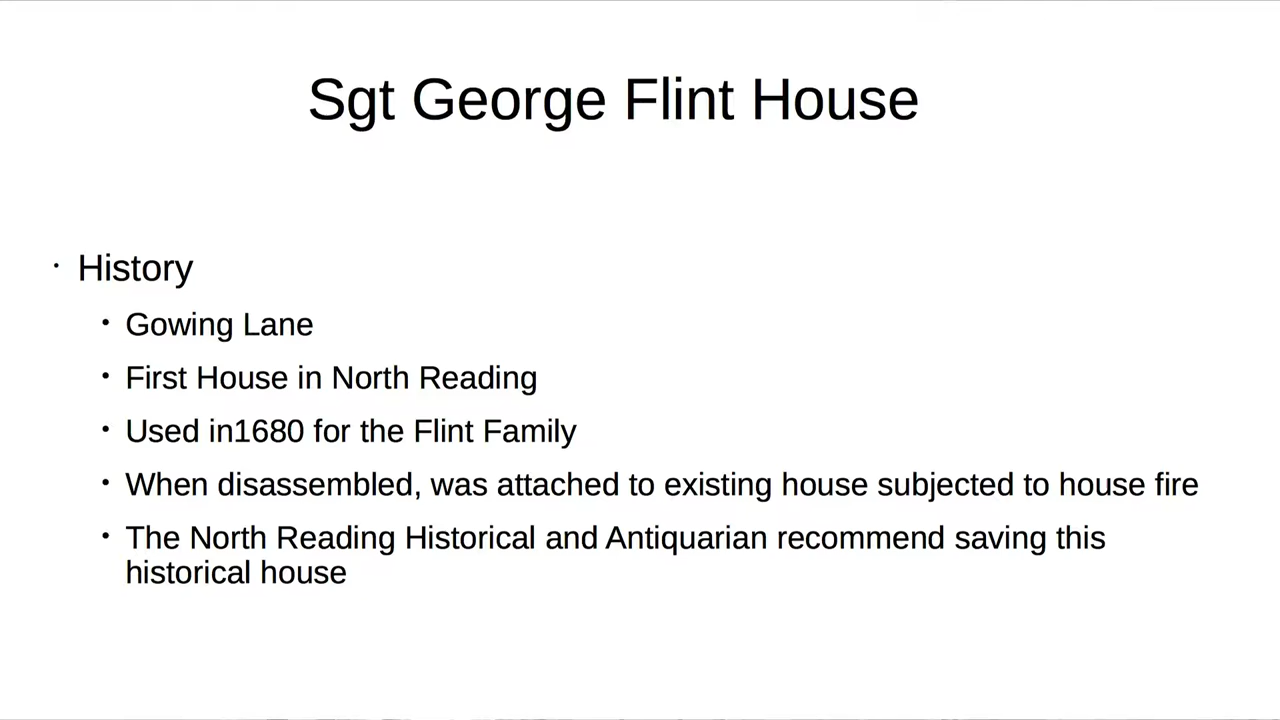 Sgt George Flint House
· History
• Gowing Lane
• First House in North Reading
• Used in1680 for the Flint Family
• When disassembled, was attached to existing house subjected to house fire
• The North Reading Historical and Antiquarian recommend saving this
historical house